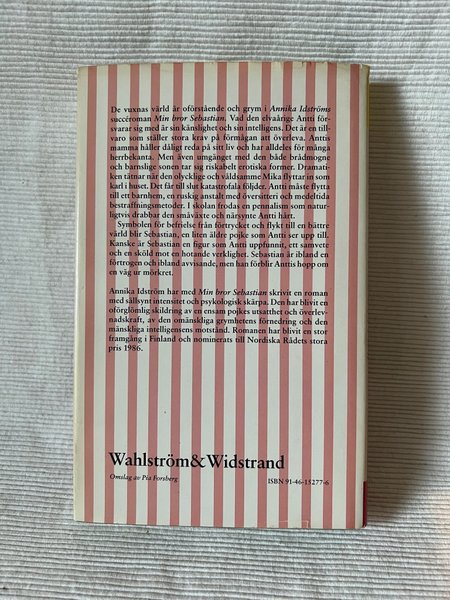 De vuxnas värld är oförstående och grym i Annika Idströms
succéroman Min bror Sebastian. Vad den elvaårige Antti för-
svarar sig med är sin känslighet och sin intelligens. Det är en till-
varo som ställer stora krav på förmågan att överleva. Anttis
mamma håller dåligt reda på sitt liv och har alldeles för många
herrbekanta. Men även umgänget med den både brådmogne
och barnslige sonen tar sig riskabelt erotiska former. Dramati-
ken tätnar när den olycklige och våldsamme Mika flyttar in som
karl i huset. Det får till slut katastrofala följder. Antti måste flytta
till ett barnhem, en ruskig anstalt med översitteri och medeltida
bestraffningsmetoder. I skolan frodas en pennalism som natur-
ligtvis drabbar den småväxte och närsynte Antti hårt.
Symbolen för befrielse från förtrycket och flykt till en bättre
värld blir Sebastian, en liten äldre pojke som Antti ser upp till.
Kanske är Sebastian en figur som Antti uppfunnit, ett samvete
och en sköld mot en hotande verklighet. Sebastian är ibland en
förtrogen och ibland avvisande, men han förblir Anttis hopp om
en väg ur mörkret.
Annika Idström har med Min bror Sebastian skrivit en roman
med sällsynt intensitet och psykologisk skärpa. Den har blivit en
oförglömlig skildring av en ensam pojkes utsatthet och överlev-
nadskraft, av den omänskliga grymhetens förnedring och den
mänskliga intelligensens motstånd. Romanen har blivit en stor
framgång i Finland och nominerats till Nordiska Rådets stora
pris 1986.
Wahlström&Widstrand
Omslag av Pia Forsberg
ISBN 91-46-15277-6